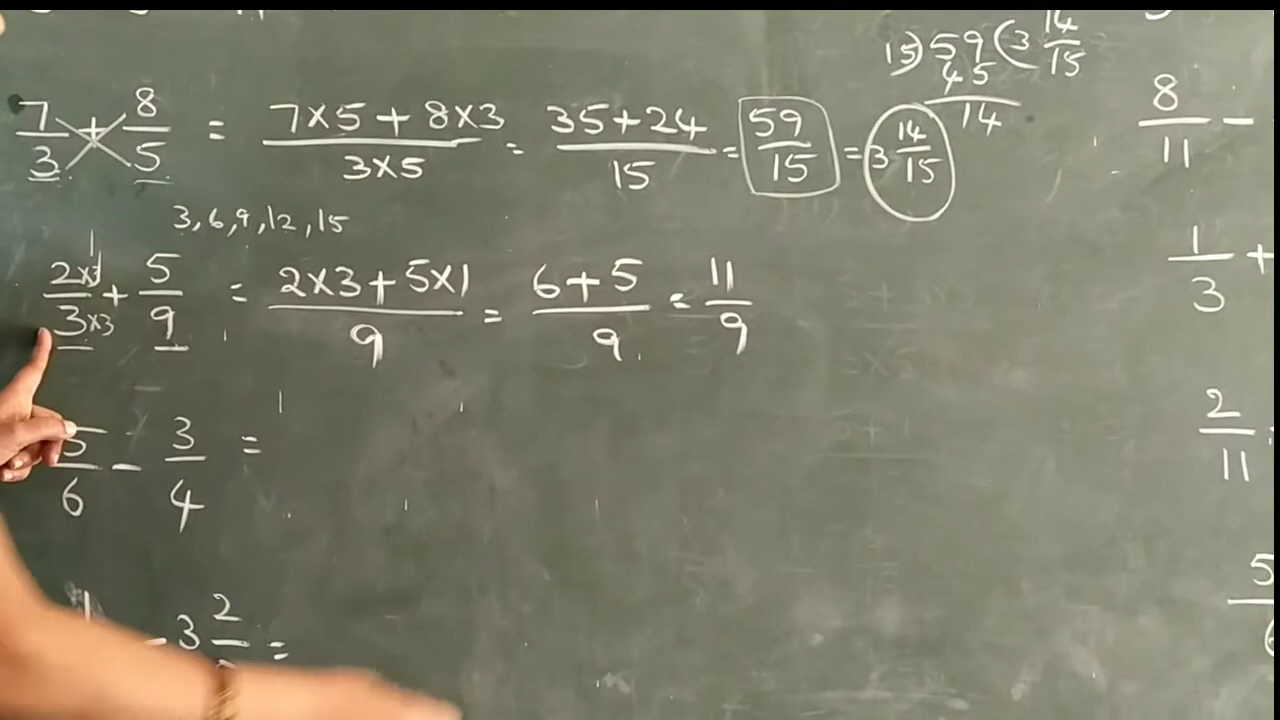 15) 59 (3 14/15
45
14
7/3 + 8/5 = (7×5+8×3)/(3×5) = (35+24)/15 = 59/15 = 3 14/15
8/11 -
3,6,9,12,15
2×3/3×3 + 5/9 = (2×3+5×1)/9 = (6+5)/9 = 11/9
1/3 +
5/6 - 3/4 =
2/11
- 3 2/ =
5/6